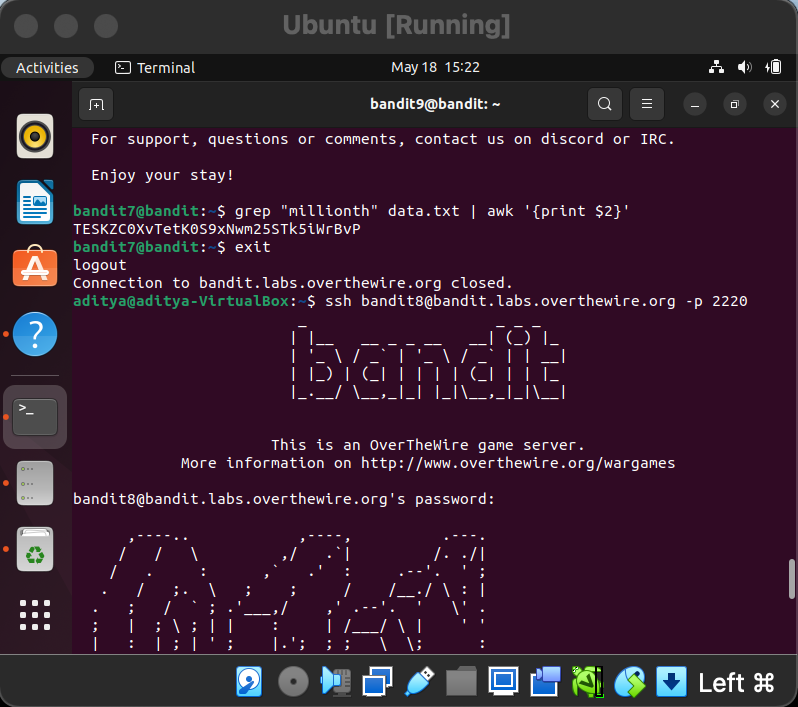 Ubuntu [Running]
Activities
Terminal
May 18 15:22
bandit9@bandit: ~
For support, questions or comments, contact us on discord or IRC.
Enjoy your stay!
bandit7@bandit:~$ grep "millionth" data.txt | awk '{print $2}'
TESKZC0XvTetK0S9xNwm25STk5iWrBvP
bandit7@bandit:~$ exit
logout
Connection to bandit.labs.overthewire.org closed.
aditya@aditya-VirtualBox:~$ ssh bandit8@bandit.labs.overthewire.org -p 2220
bandit
This is an OverTheWire game server.
More information on http://www.overthewire.org/wargames
bandit8@bandit.labs.overthewire.org's password:
Left ⌘